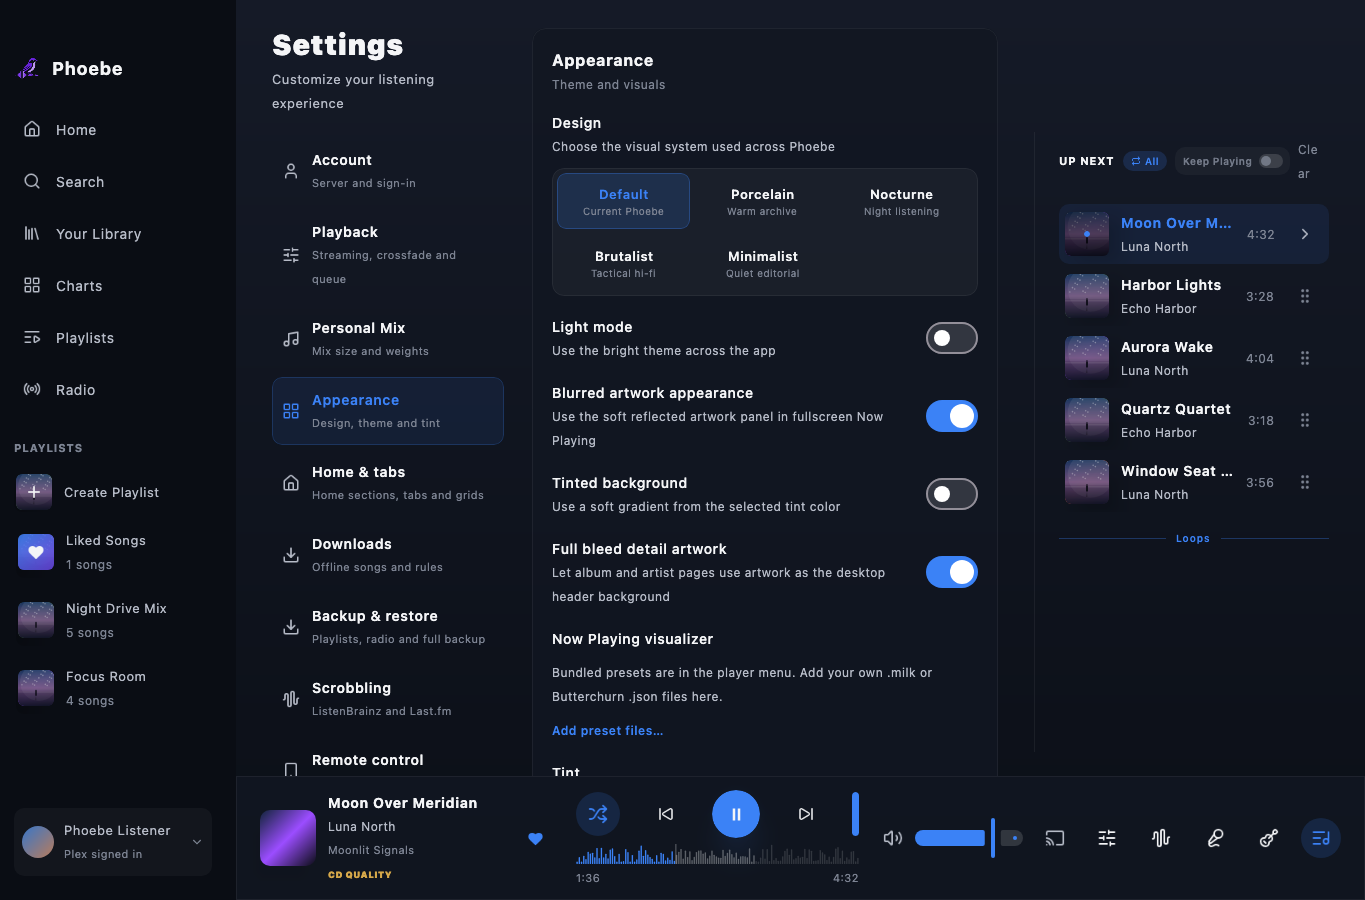 Phoebe
Home
Search
Your Library
Charts
Playlists
Radio
PLAYLISTS
Create Playlist
Liked Songs
1 songs
Night Drive Mix
5 songs
Focus Room
4 songs
Phoebe Listener
Plex signed in
Settings
Customize your listening
experience
Account
Server and sign-in
Playback
Streaming, crossfade and
queue
Personal Mix
Mix size and weights
Appearance
Design, theme and tint
Home & tabs
Home sections, tabs and grids
Downloads
Offline songs and rules
Backup & restore
Playlists, radio and full backup
Scrobbling
ListenBrainz and Last.fm
Remote control
Appearance
Theme and visuals
Design
Choose the visual system used across Phoebe
Default
Current Phoebe
Porcelain
Warm archive
Nocturne
Night listening
Brutalist
Tactical hi-fi
Minimalist
Quiet editorial
Light mode
Use the bright theme across the app
Blurred artwork appearance
Use the soft reflected artwork panel in fullscreen Now
Playing
Tinted background
Use a soft gradient from the selected tint color
Full bleed detail artwork
Let album and artist pages use artwork as the desktop
header background
Now Playing visualizer
Bundled presets are in the player menu. Add your own .milk or
Butterchurn .json files here.
Add preset files...
Tint
UP NEXT
All
Keep Playing
Cle
ar
Moon Over M...
Luna North
4:32
Harbor Lights
Echo Harbor
3:28
Aurora Wake
Luna North
4:04
Quartz Quartet
Echo Harbor
3:18
Window Seat ...
Luna North
3:56
Loops
Moon Over Meridian
Luna North
Moonlit Signals
CD QUALITY
1:36
4:32